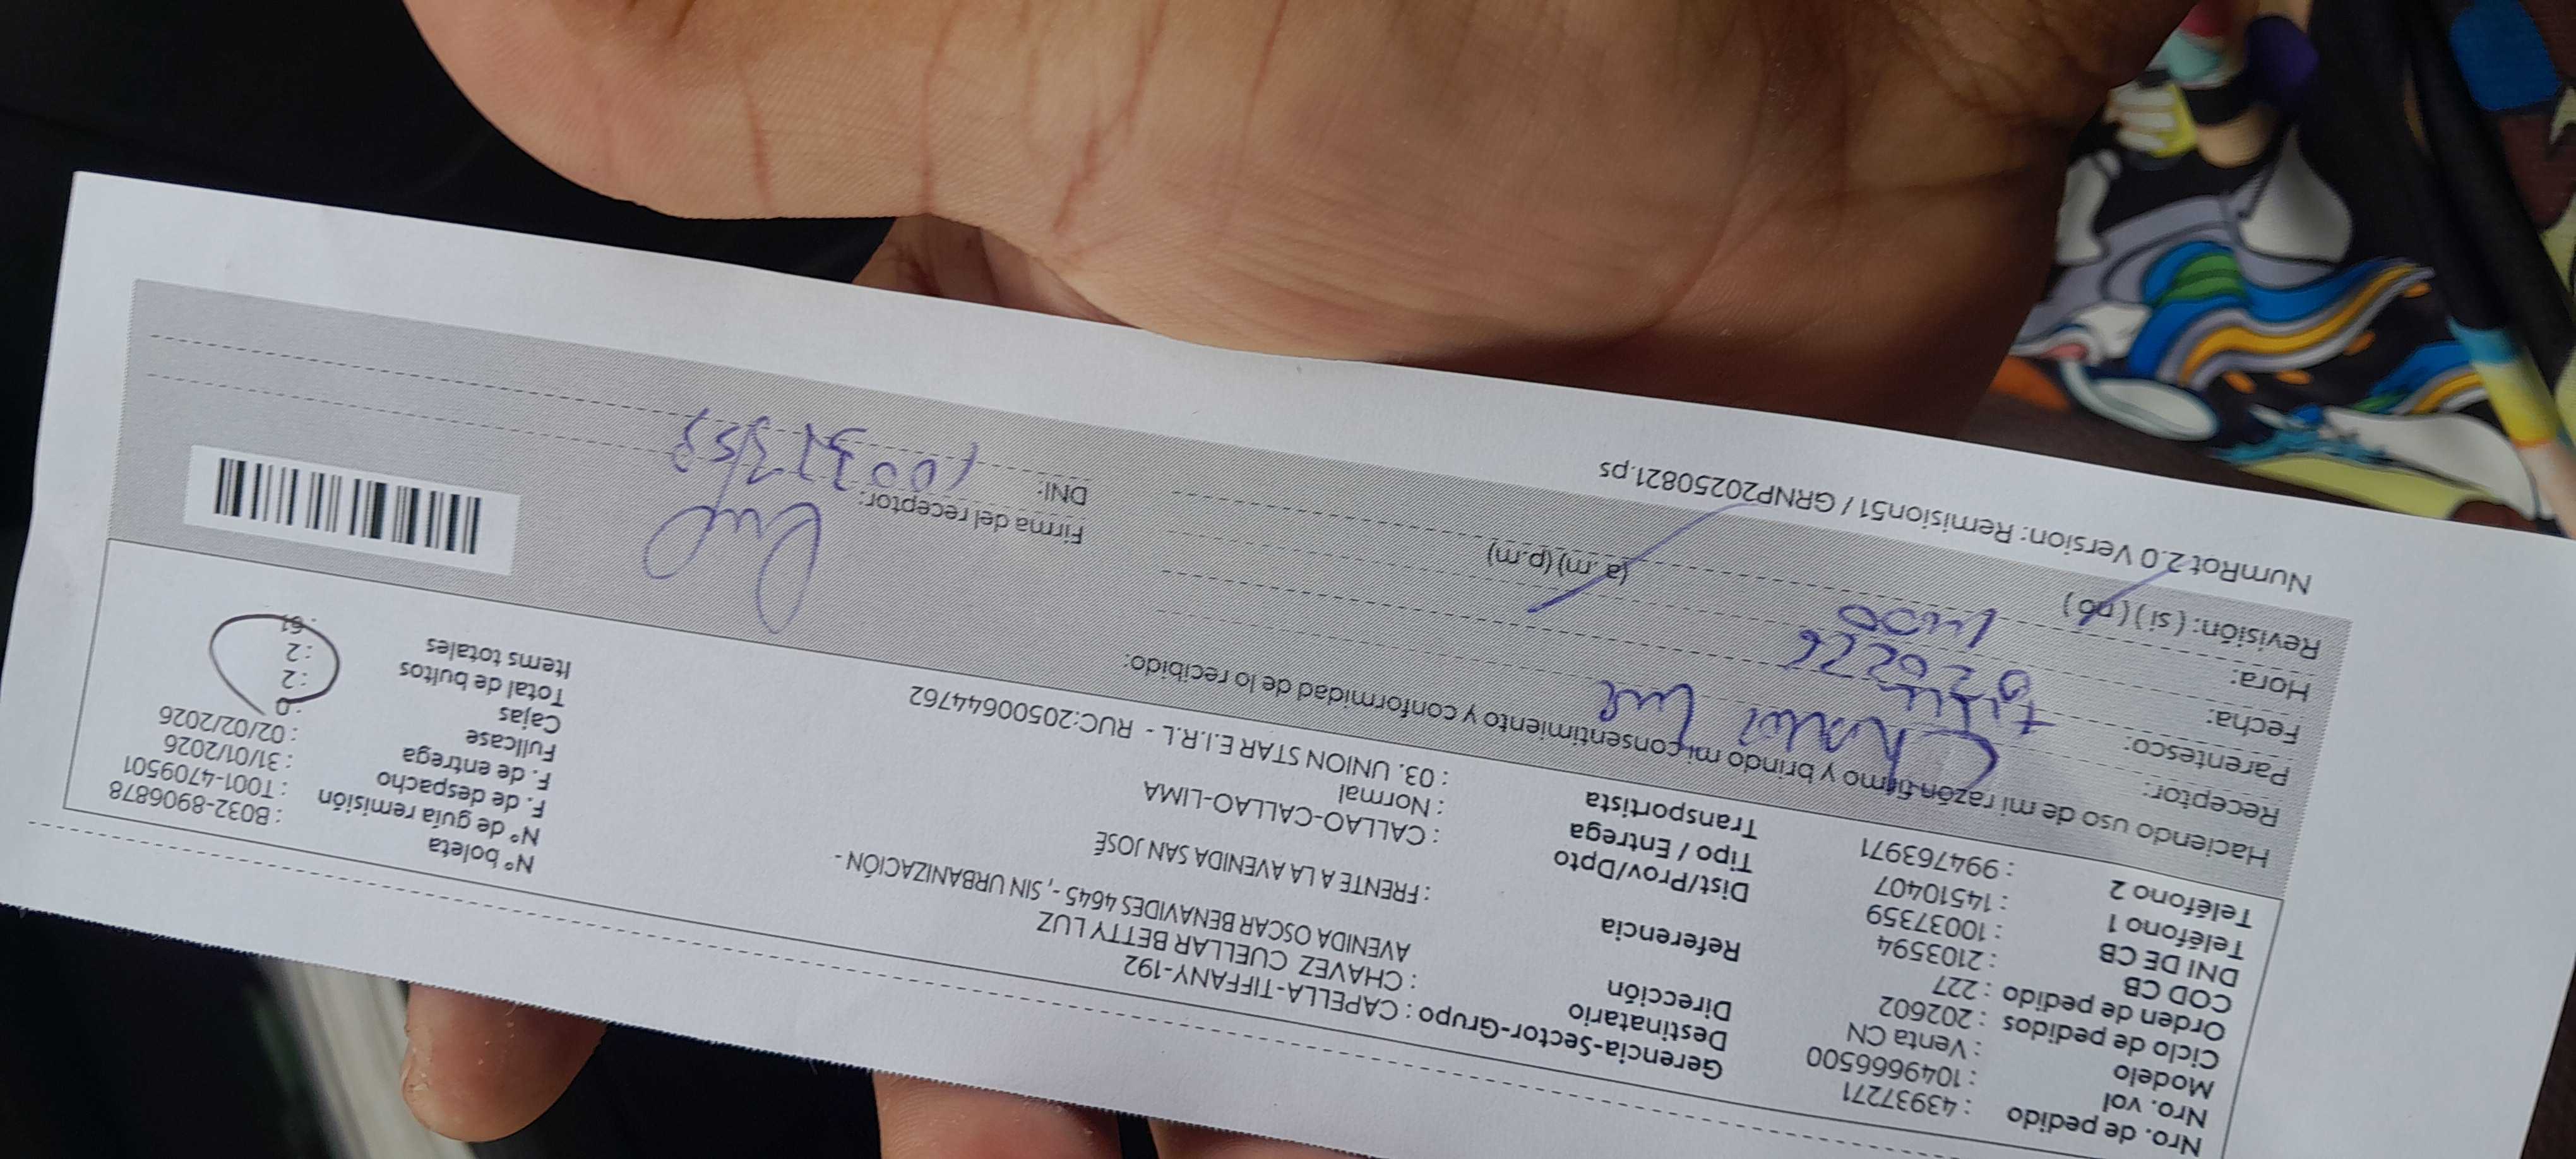 Nro. de pedido : 43937271
Nro. vol : 1049666500
Modelo : Venta CN
Ciclo de pedidos : 202602
Orden de pedido : 227
COD CB : 2103594
DNI DE CB : 10037359
Teléfono 1 : 14510407
Teléfono 2 : 994763971
Gerencia-Sector-Grupo : CAPELLA-TIFFANY-192
Destinatario : CHAVEZ CUELLAR BETTY LUZ
Dirección AVENIDA OSCAR BENAVIDES 4645 -, SIN URBANIZACIÓN -
Referencia : FRENTE A LA AVENIDA SAN JOSÉ
Dist/Prov/Dpto : CALLAO-CALLAO-LIMA
Tipo / Entrega : Normal
Transportista : 03. UNION STAR E.I.R.L - RUC:20500644762
N° boleta : B032-8906878
N° de guía remisión : T001-4709501
F. de despacho : 31/01/2026
F. de entrega : 02/02/2026
Fullcase : 0
Cajas : 2
Total de bultos : 2
Items totales : 61
Haciendo uso de mi razón firmo y brindo mi consentimiento y conformidad de lo recibido:
Receptor:
Parentesco:
Fecha: 020226
Hora: (a.m) (p.m)
Revisión: ( si ) ( no )
Firma del receptor:
DNI:
NumRot 2.0 Version: Remision51 / GRNP20250821.ps